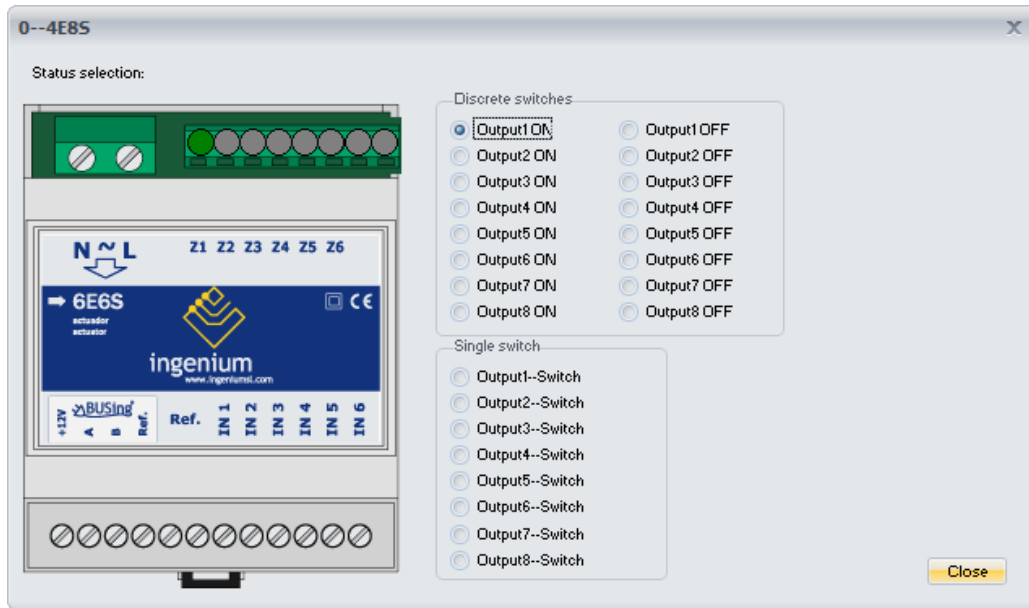 0--4E8S
X
Status selection:
N ~ L
Z1 Z2 Z3 Z4 Z5 Z6
6E6S
actuador
actuator
CE
ingenium
www.ingeniumsl.com
+12V A B Ref.
BUSing
Ref. IN 1 IN 2 IN 3 IN 4 IN 5 IN 6
Discrete switches
Output1 ON Output1 OFF
Output2 ON Output2 OFF
Output3 ON Output3 OFF
Output4 ON Output4 OFF
Output5 ON Output5 OFF
Output6 ON Output6 OFF
Output7 ON Output7 OFF
Output8 ON Output8 OFF
Single switch
Output1--Switch
Output2--Switch
Output3--Switch
Output4--Switch
Output5--Switch
Output6--Switch
Output7--Switch
Output8--Switch
Close